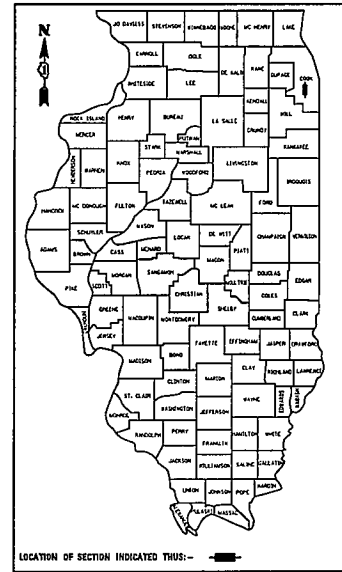 JO DAVIESS STEVENSON WINNEBAGO BOONE MC HENRY LAKE
CARROLL OGLE DE KALB KANE COOK
DUPAGE
WHITESIDE LEE KENDALL WILL
ROCK ISLAND HENRY BUREAU LA SALLE GRUNDY
MERCER PUTNAM KANKAKEE
STARK MARSHALL LIVINGSTON
HENDERSON WARREN KNOX PEORIA WOODFORD IROQUOIS
HANCOCK MC DONOUGH FULTON TAZEWELL MC LEAN FORD
MASON
SCHUYLER LOGAN DE WITT CHAMPAIGN VERMILION
ADAMS BROWN CASS MENARD PIATT
MACON
MORGAN SANGAMON DOUGLAS EDGAR
PIKE SCOTT CHRISTIAN MOULTRIE COLES
GREENE MACOUPIN MONTGOMERY SHELBY CUMBERLAND CLARK
CALHOUN JERSEY
FAYETTE EFFINGHAM JASPER CRAWFORD
MADISON BOND
CLAY RICHLAND LAWRENCE
CLINTON MARION
ST. CLAIR WAYNE EDWARDS WABASH
MONROE WASHINGTON JEFFERSON
RANDOLPH PERRY HAMILTON WHITE
FRANKLIN
JACKSON
WILLIAMSON SALINE GALLATIN
UNION JOHNSON POPE HARDIN
ALEXANDER PULASKI MASSAC
LOCATION OF SECTION INDICATED THUS:-